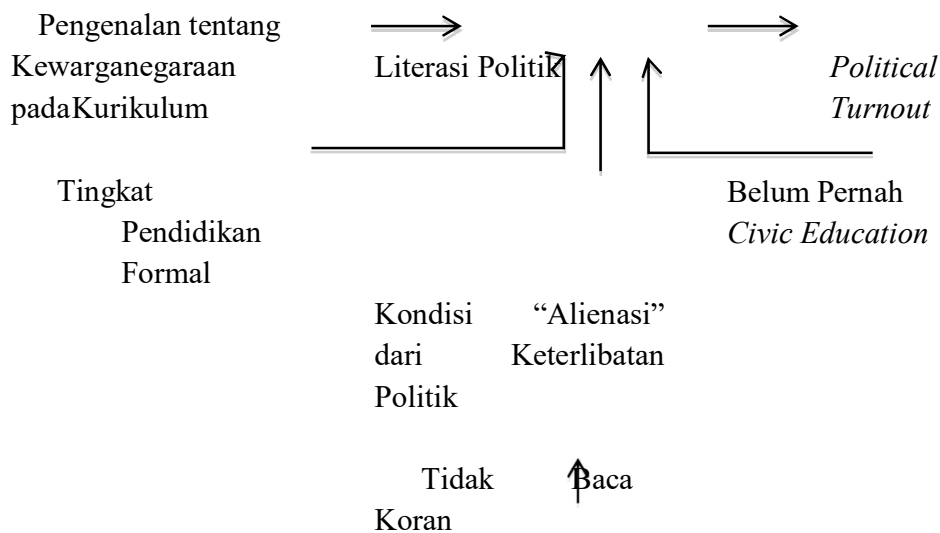 Pengenalan tentang
Kewarganegaraan
padaKurikulum
Literasi Politik
Political
Turnout
Tingkat
Pendidikan
Formal
Belum Pernah
Civic Education
Kondisi “Alienasi”
dari Keterlibatan
Politik
Tidak Baca
Koran